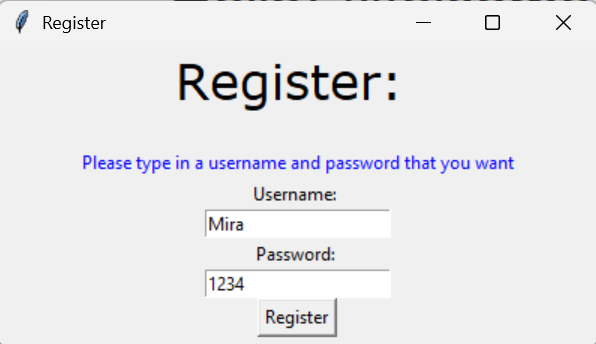 Register
Register:
Please type in a username and password that you want
Username:
Mira
Password:
1234
Register